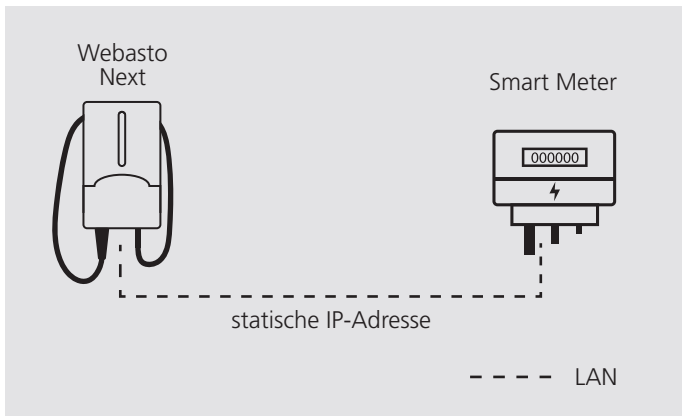 Webasto
Next
Smart Meter
000000
statische IP-Adresse
LAN